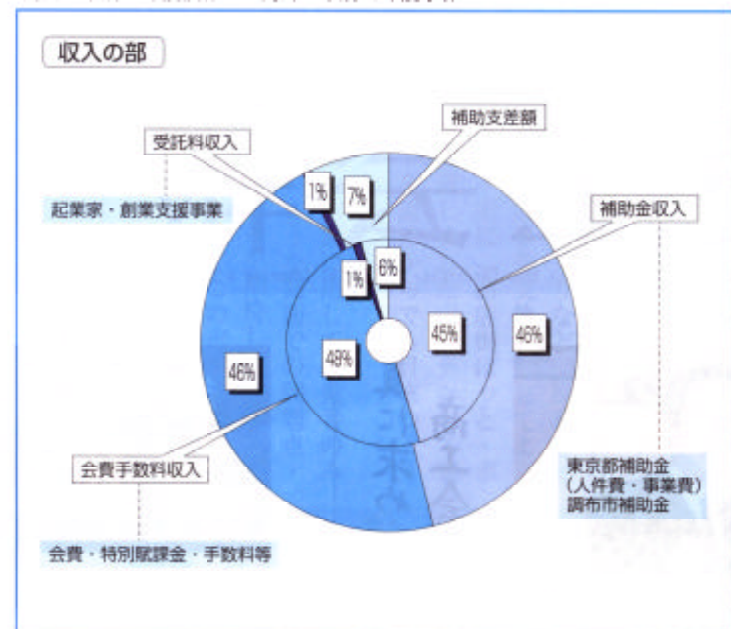 収入の部
補助支差額
受託料収入
1%
7%
起業家・創業支援事業
補助金収入
1%
6%
45%
46%
46%
48%
会費手数料収入
東京都補助金
(人件費・事業費)
調布市補助金
会費・特別賦課金・手数料等